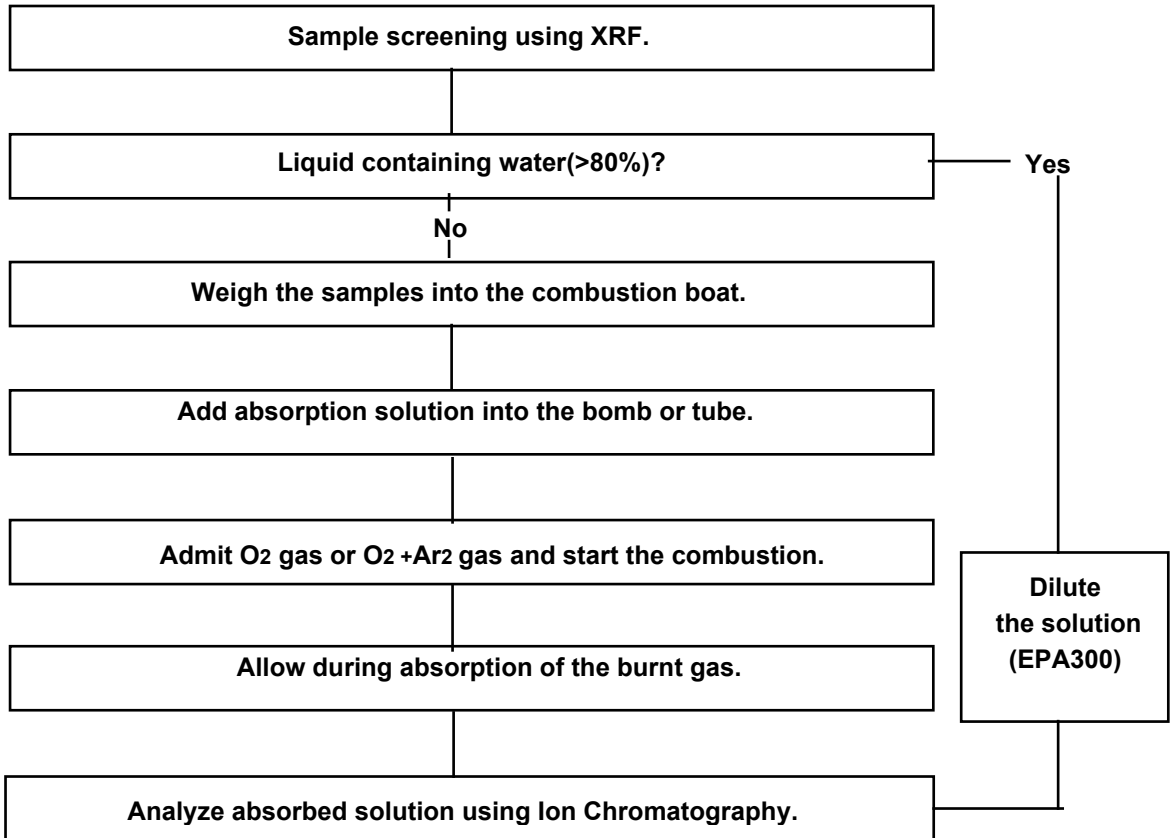 Sample screening using XRF.
Liquid containing water(>80%)?
Yes
No
Weigh the samples into the combustion boat.
Add absorption solution into the bomb or tube.
Admit O2 gas or O2 +Ar2 gas and start the combustion.
Dilute
the solution
(EPA300)
Allow during absorption of the burnt gas.
Analyze absorbed solution using Ion Chromatography.